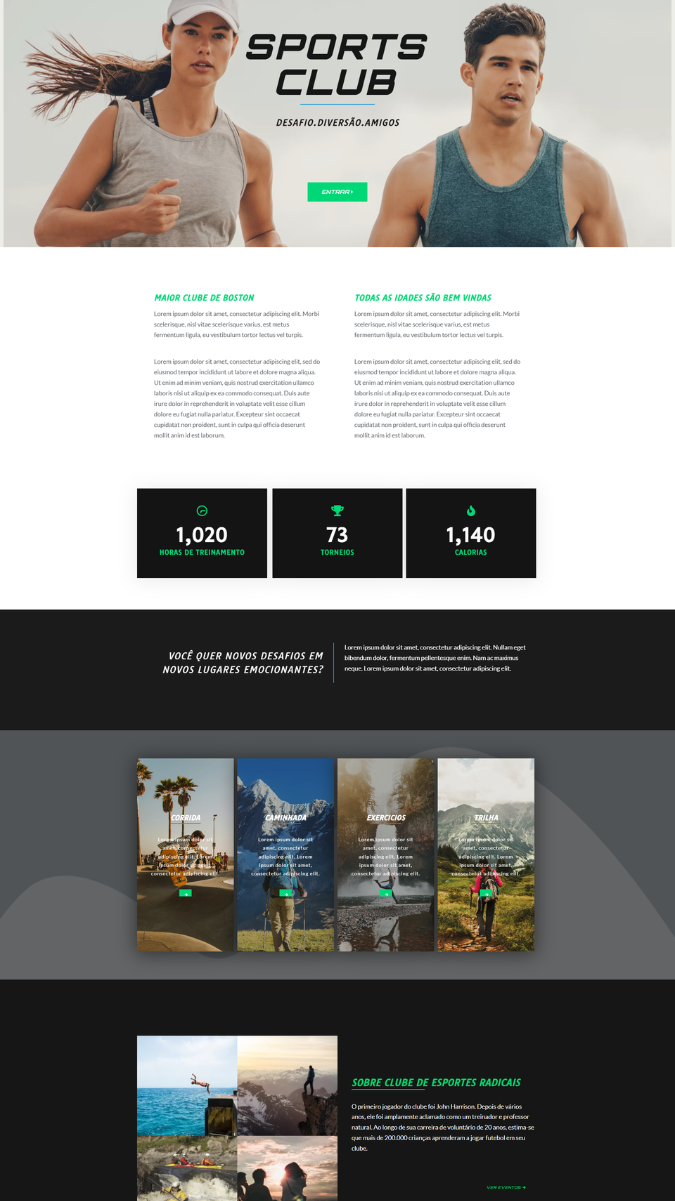 SPORTS
CLUB
DESAFIO.DIVERSÃO.AMIGOS
ENTRAR
MAIOR CLUBE DE BOSTON
Lorem ipsum dolor sit amet, consectetur adipiscing elit. Morbi
scelerisque, nisl vitae scelerisque varius, est metus
fermentum ligula, eu vestibulum tortor lectus vel turpis.
Lorem ipsum dolor sit amet, consectetur adipiscing elit, sed do
eiusmod tempor incididunt ut labore et dolore magna aliqua.
Ut enim ad minim veniam, quis nostrud exercitation ullamco
laboris nisi ut aliquip ex ea commodo consequat. Duis aute
irure dolor in reprehenderit in voluptate velit esse cillum
dolore eu fugiat nulla pariatur. Excepteur sint occaecat
cupidatat non proident, sunt in culpa qui officia deserunt
mollit anim id est laborum.
TODAS AS IDADES SÃO BEM VINDAS
Lorem ipsum dolor sit amet, consectetur adipiscing elit. Morbi
scelerisque, nisl vitae scelerisque varius, est metus
fermentum ligula, eu vestibulum tortor lectus vel turpis.
Lorem ipsum dolor sit amet, consectetur adipiscing elit, sed do
eiusmod tempor incididunt ut labore et dolore magna aliqua.
Ut enim ad minim veniam, quis nostrud exercitation ullamco
laboris nisi ut aliquip ex ea commodo consequat. Duis aute
irure dolor in reprehenderit in voluptate velit esse cillum
dolore eu fugiat nulla pariatur. Excepteur sint occaecat
cupidatat non proident, sunt in culpa qui officia deserunt
mollit anim id est laborum.
1,020
HORAS DE TREINAMENTO
73
TORNEIOS
1,140
CALORIAS
VOCÊ QUER NOVOS DESAFIOS EM
NOVOS LUGARES EMOCIONANTES?
Lorem ipsum dolor sit amet, consectetur adipiscing elit. Nullam eget
bibendum dolor, fermentum pellentesque enim. Nam ac maximus
neque. Lorem ipsum dolor sit amet, consectetur adipiscing elit.
CORRIDA
Lorem ipsum dolor sit
amet, consectetur
adipiscing elit. Lorem
ipsum dolor sit amet,
consectetur adipiscing elit.
CAMINHADA
Lorem ipsum dolor sit
amet, consectetur
adipiscing elit. Lorem
ipsum dolor sit amet,
consectetur adipiscing elit.
EXERCICIOS
Lorem ipsum dolor sit
amet, consectetur
adipiscing elit. Lorem
ipsum dolor sit amet,
consectetur adipiscing elit.
TRILHA
Lorem ipsum dolor sit
amet, consectetur
adipiscing elit. Lorem
ipsum dolor sit amet,
consectetur adipiscing elit.
SOBRE CLUBE DE ESPORTES RADICAIS
O primeiro jogador do clube foi John Harrison. Depois de vários
anos, ele foi amplamente aclamado como um treinador e professor
natural. Ao longo de sua carreira de voluntário de 20 anos, estima-se
que mais de 200.000 crianças aprenderam a jogar futebol em seu
clube.
VER EVENTOS